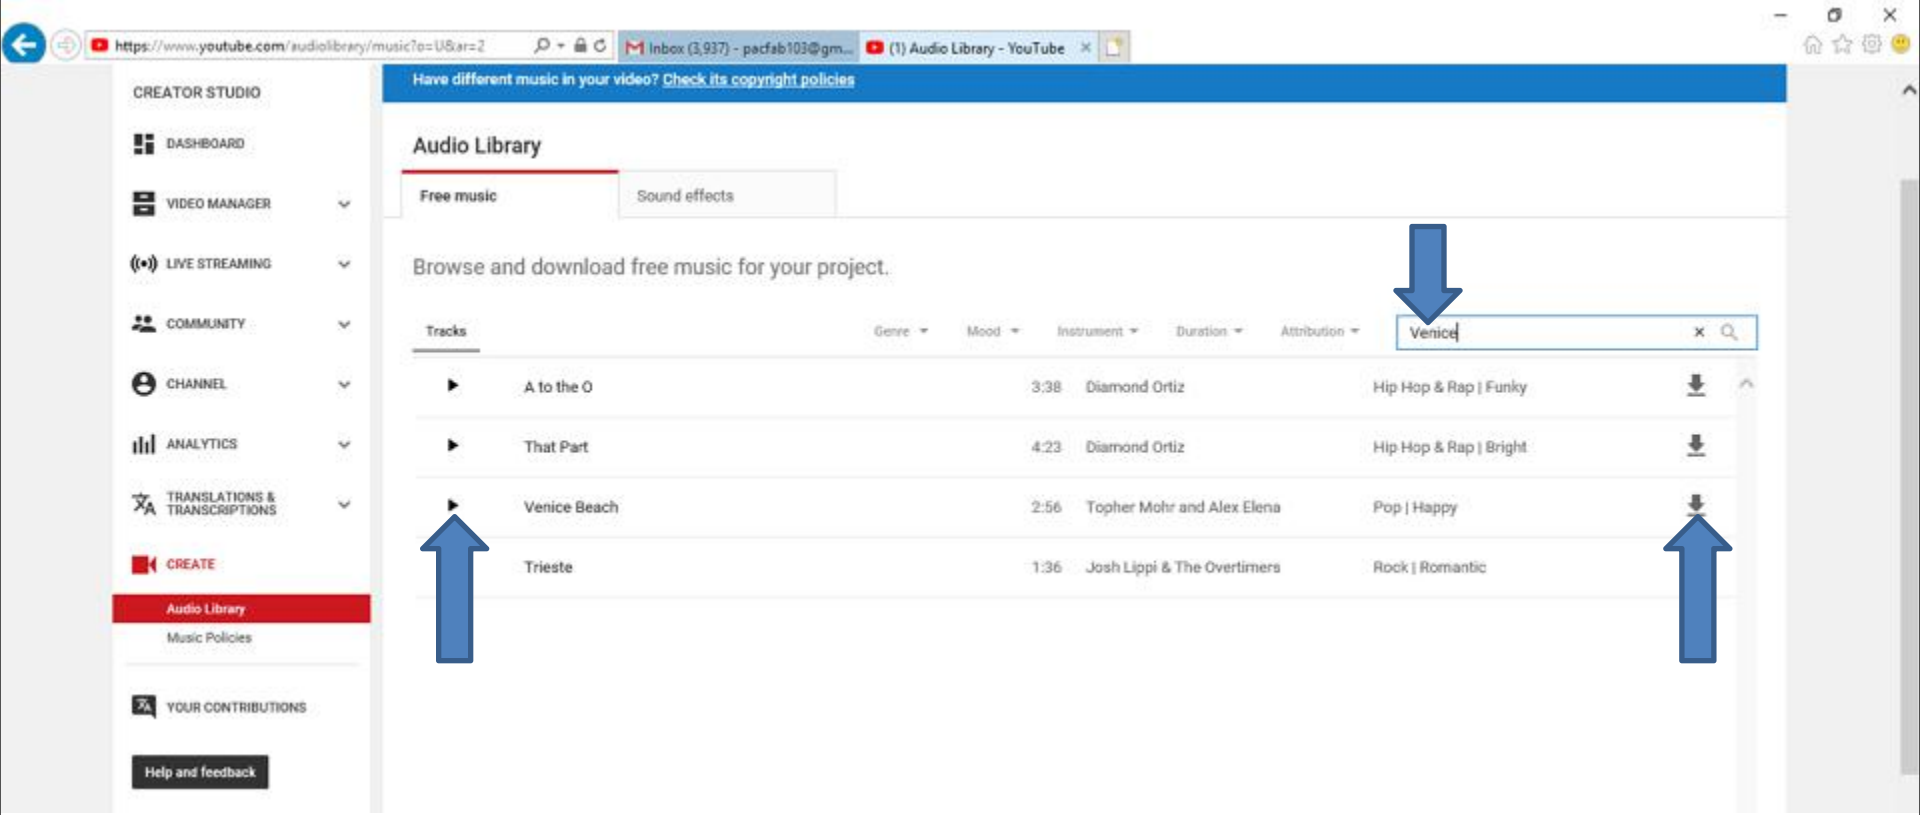 https://www.youtube.com/audiolibrary/music?o=U&ar=2
Inbox (3,937) - pacfab103@gm...
(1) Audio Library - YouTube
Have different music in your video? Check its copyright policies
CREATOR STUDIO
DASHBOARD
VIDEO MANAGER
LIVE STREAMING
COMMUNITY
CHANNEL
ANALYTICS
TRANSLATIONS &
TRANSCRIPTIONS
CREATE
Audio Library
Music Policies
YOUR CONTRIBUTIONS
Help and feedback
Audio Library
Free music Sound effects
Browse and download free music for your project.
Tracks Genre Mood Instrument Duration Attribution Venice
A to the O 3:38 Diamond Ortiz Hip Hop & Rap | Funky
That Part 4:23 Diamond Ortiz Hip Hop & Rap | Bright
Venice Beach 2:56 Topher Mohr and Alex Elena Pop | Happy
Trieste 1:36 Josh Lippi & The Overtimers Rock | Romantic